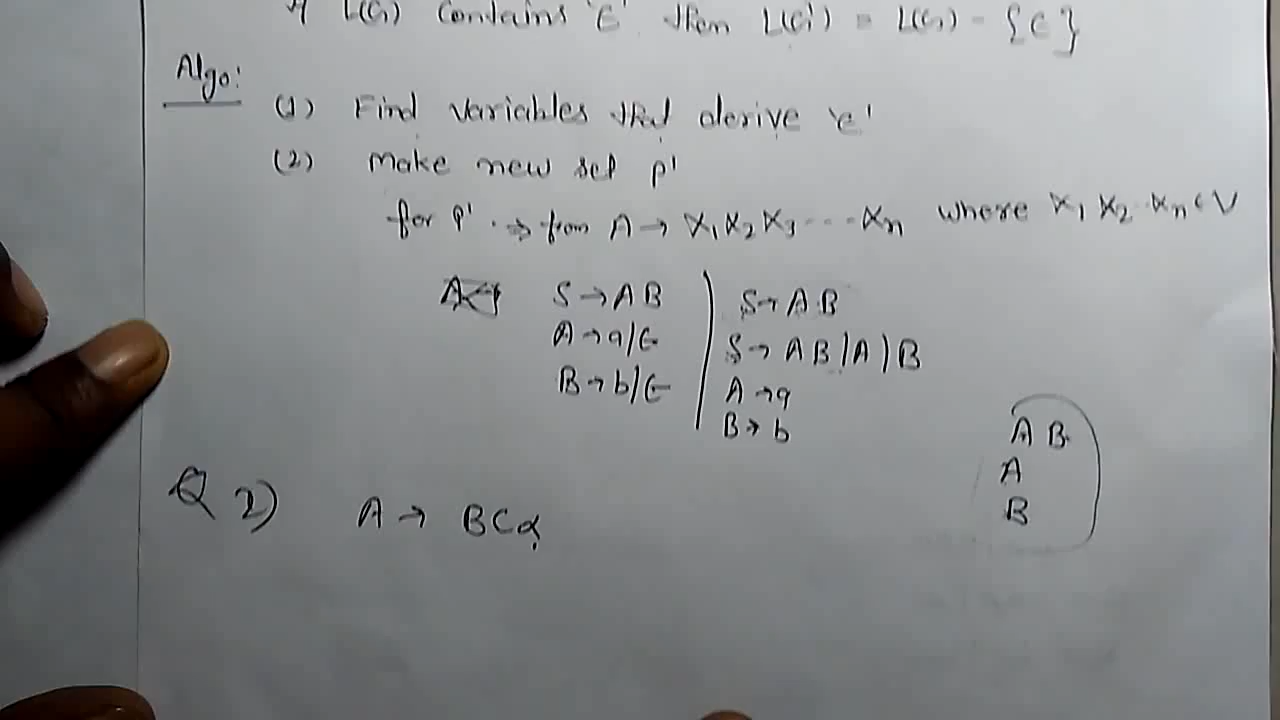 If L(G) contains 'ϵ' then L(G') = L(G) - {ϵ}
Algo:
(1) Find variables that derive 'ϵ'
(2) Make new set p'
for p' ⇒ from A → X₁X₂X₃ --- Xn where X₁ X₂ Xn ϵ V
S → AB
A → a/ϵ
B → b/ϵ
S → AB
S → AB|A|B
A → a
B → b
AB
A
B
Q 2) A → BCα